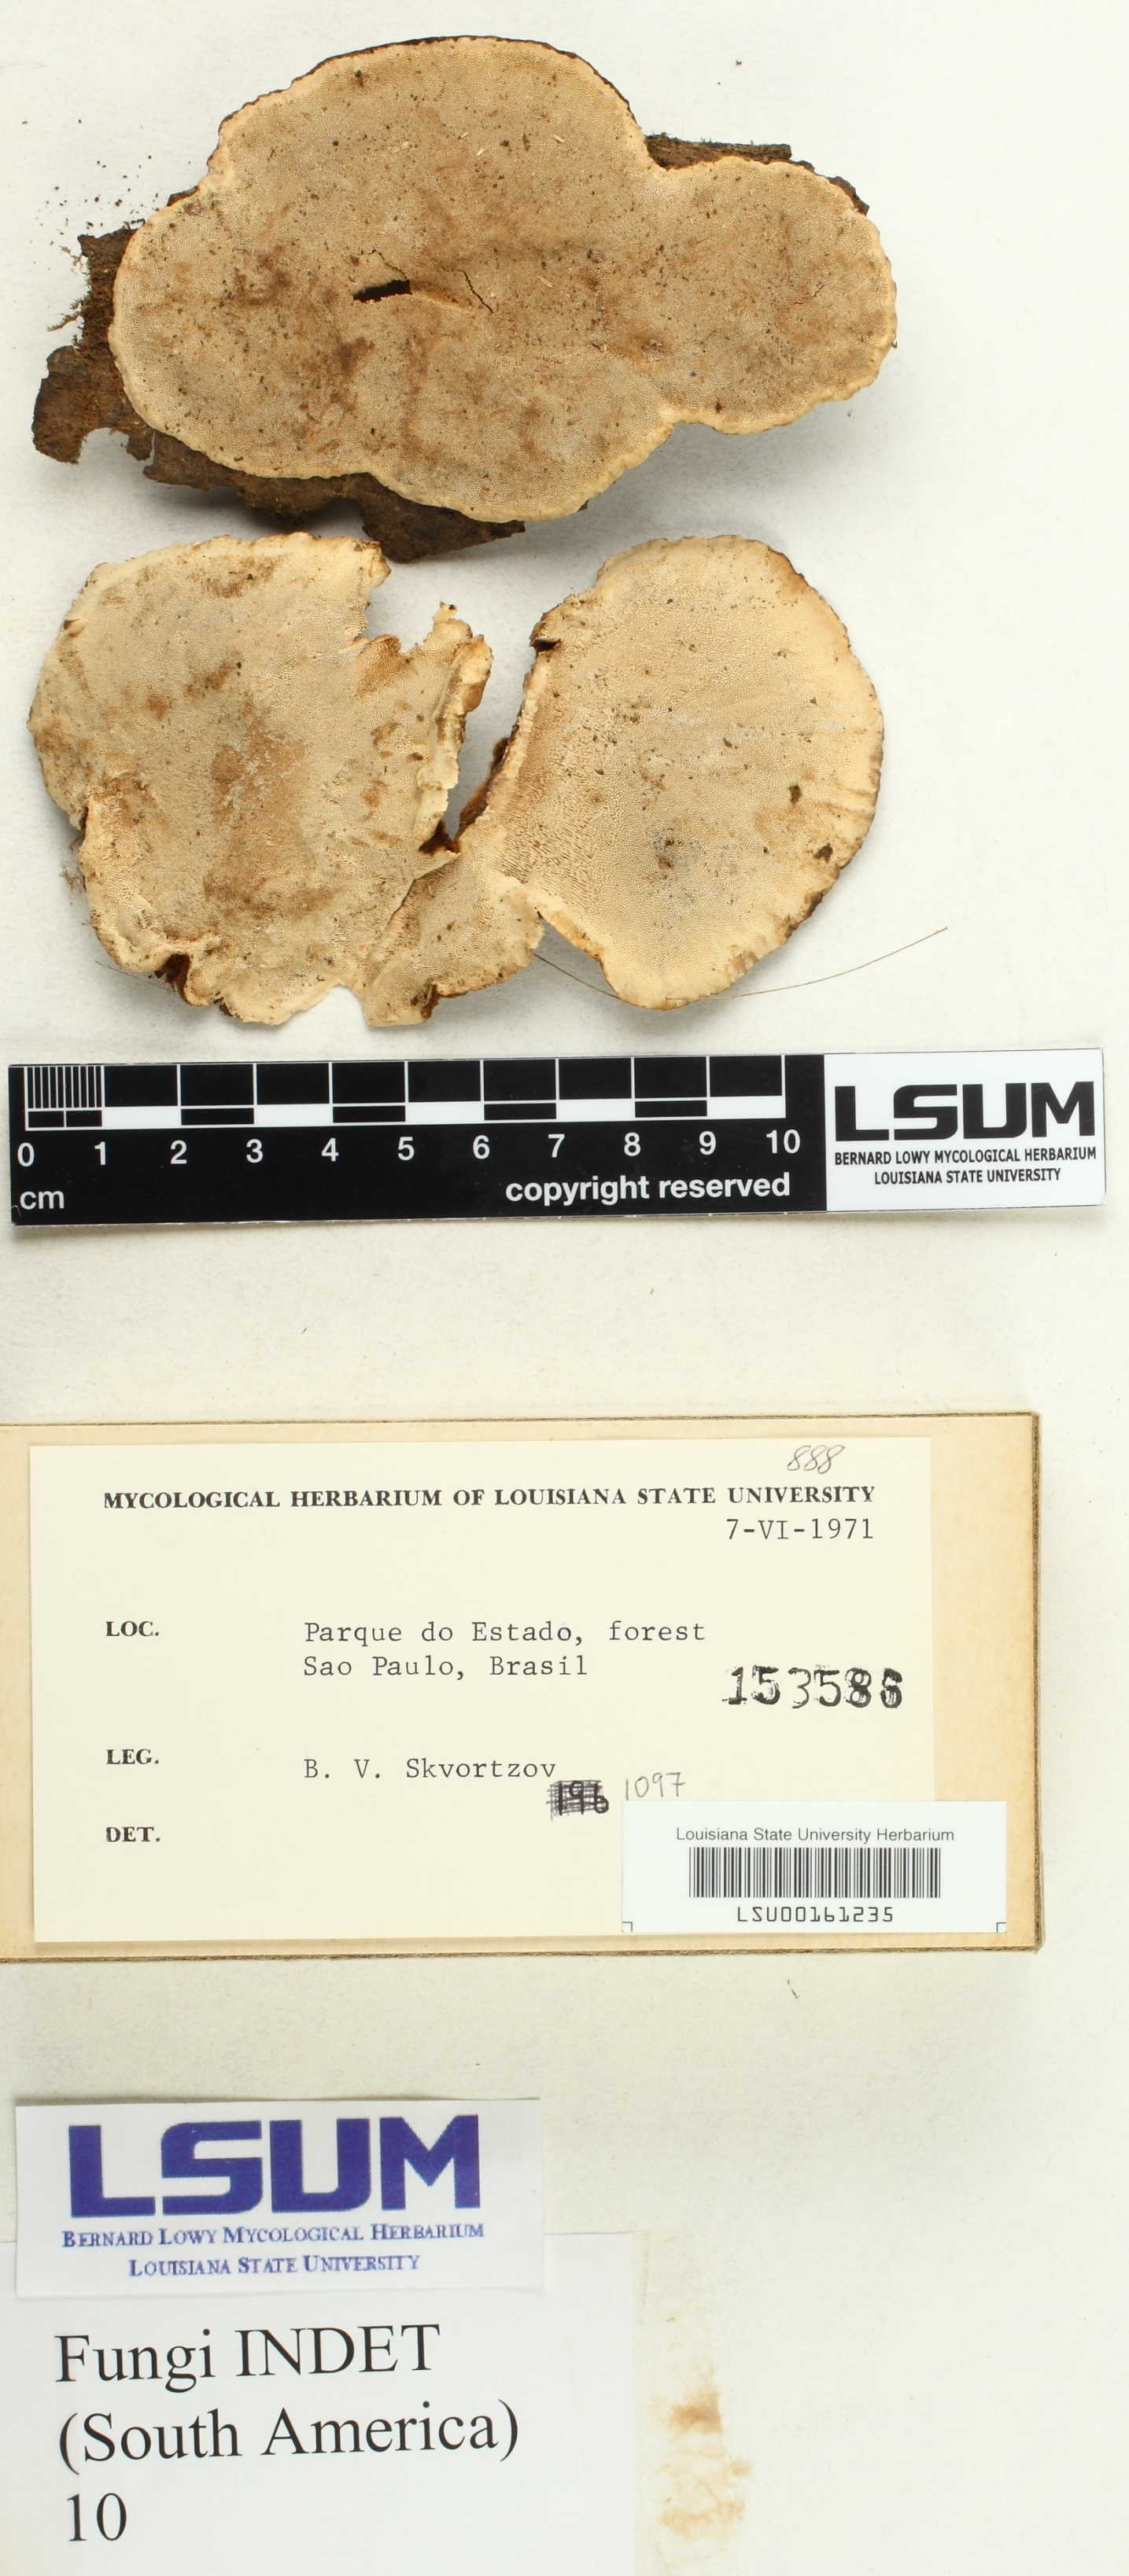 0 1 2 3 4 5 6 7 8 9 10
cm
copyright reserved
LSUM
BERNARD LOWY MYCOLOGICAL HERBARIUM
LOUISIANA STATE UNIVERSITY
888
MYCOLOGICAL HERBARIUM OF LOUISIANA STATE UNIVERSITY
7-VI-1971
LOC. Parque do Estado, forest
Sao Paulo, Brasil
153586
LEG. B. V. Skvortzov
196 1097
DET.
Louisiana State University Herbarium
LSU00161235
LSUM
BERNARD LOWY MYCOLOGICAL HERBARIUM
LOUISIANA STATE UNIVERSITY
Fungi INDET
(South America)
10